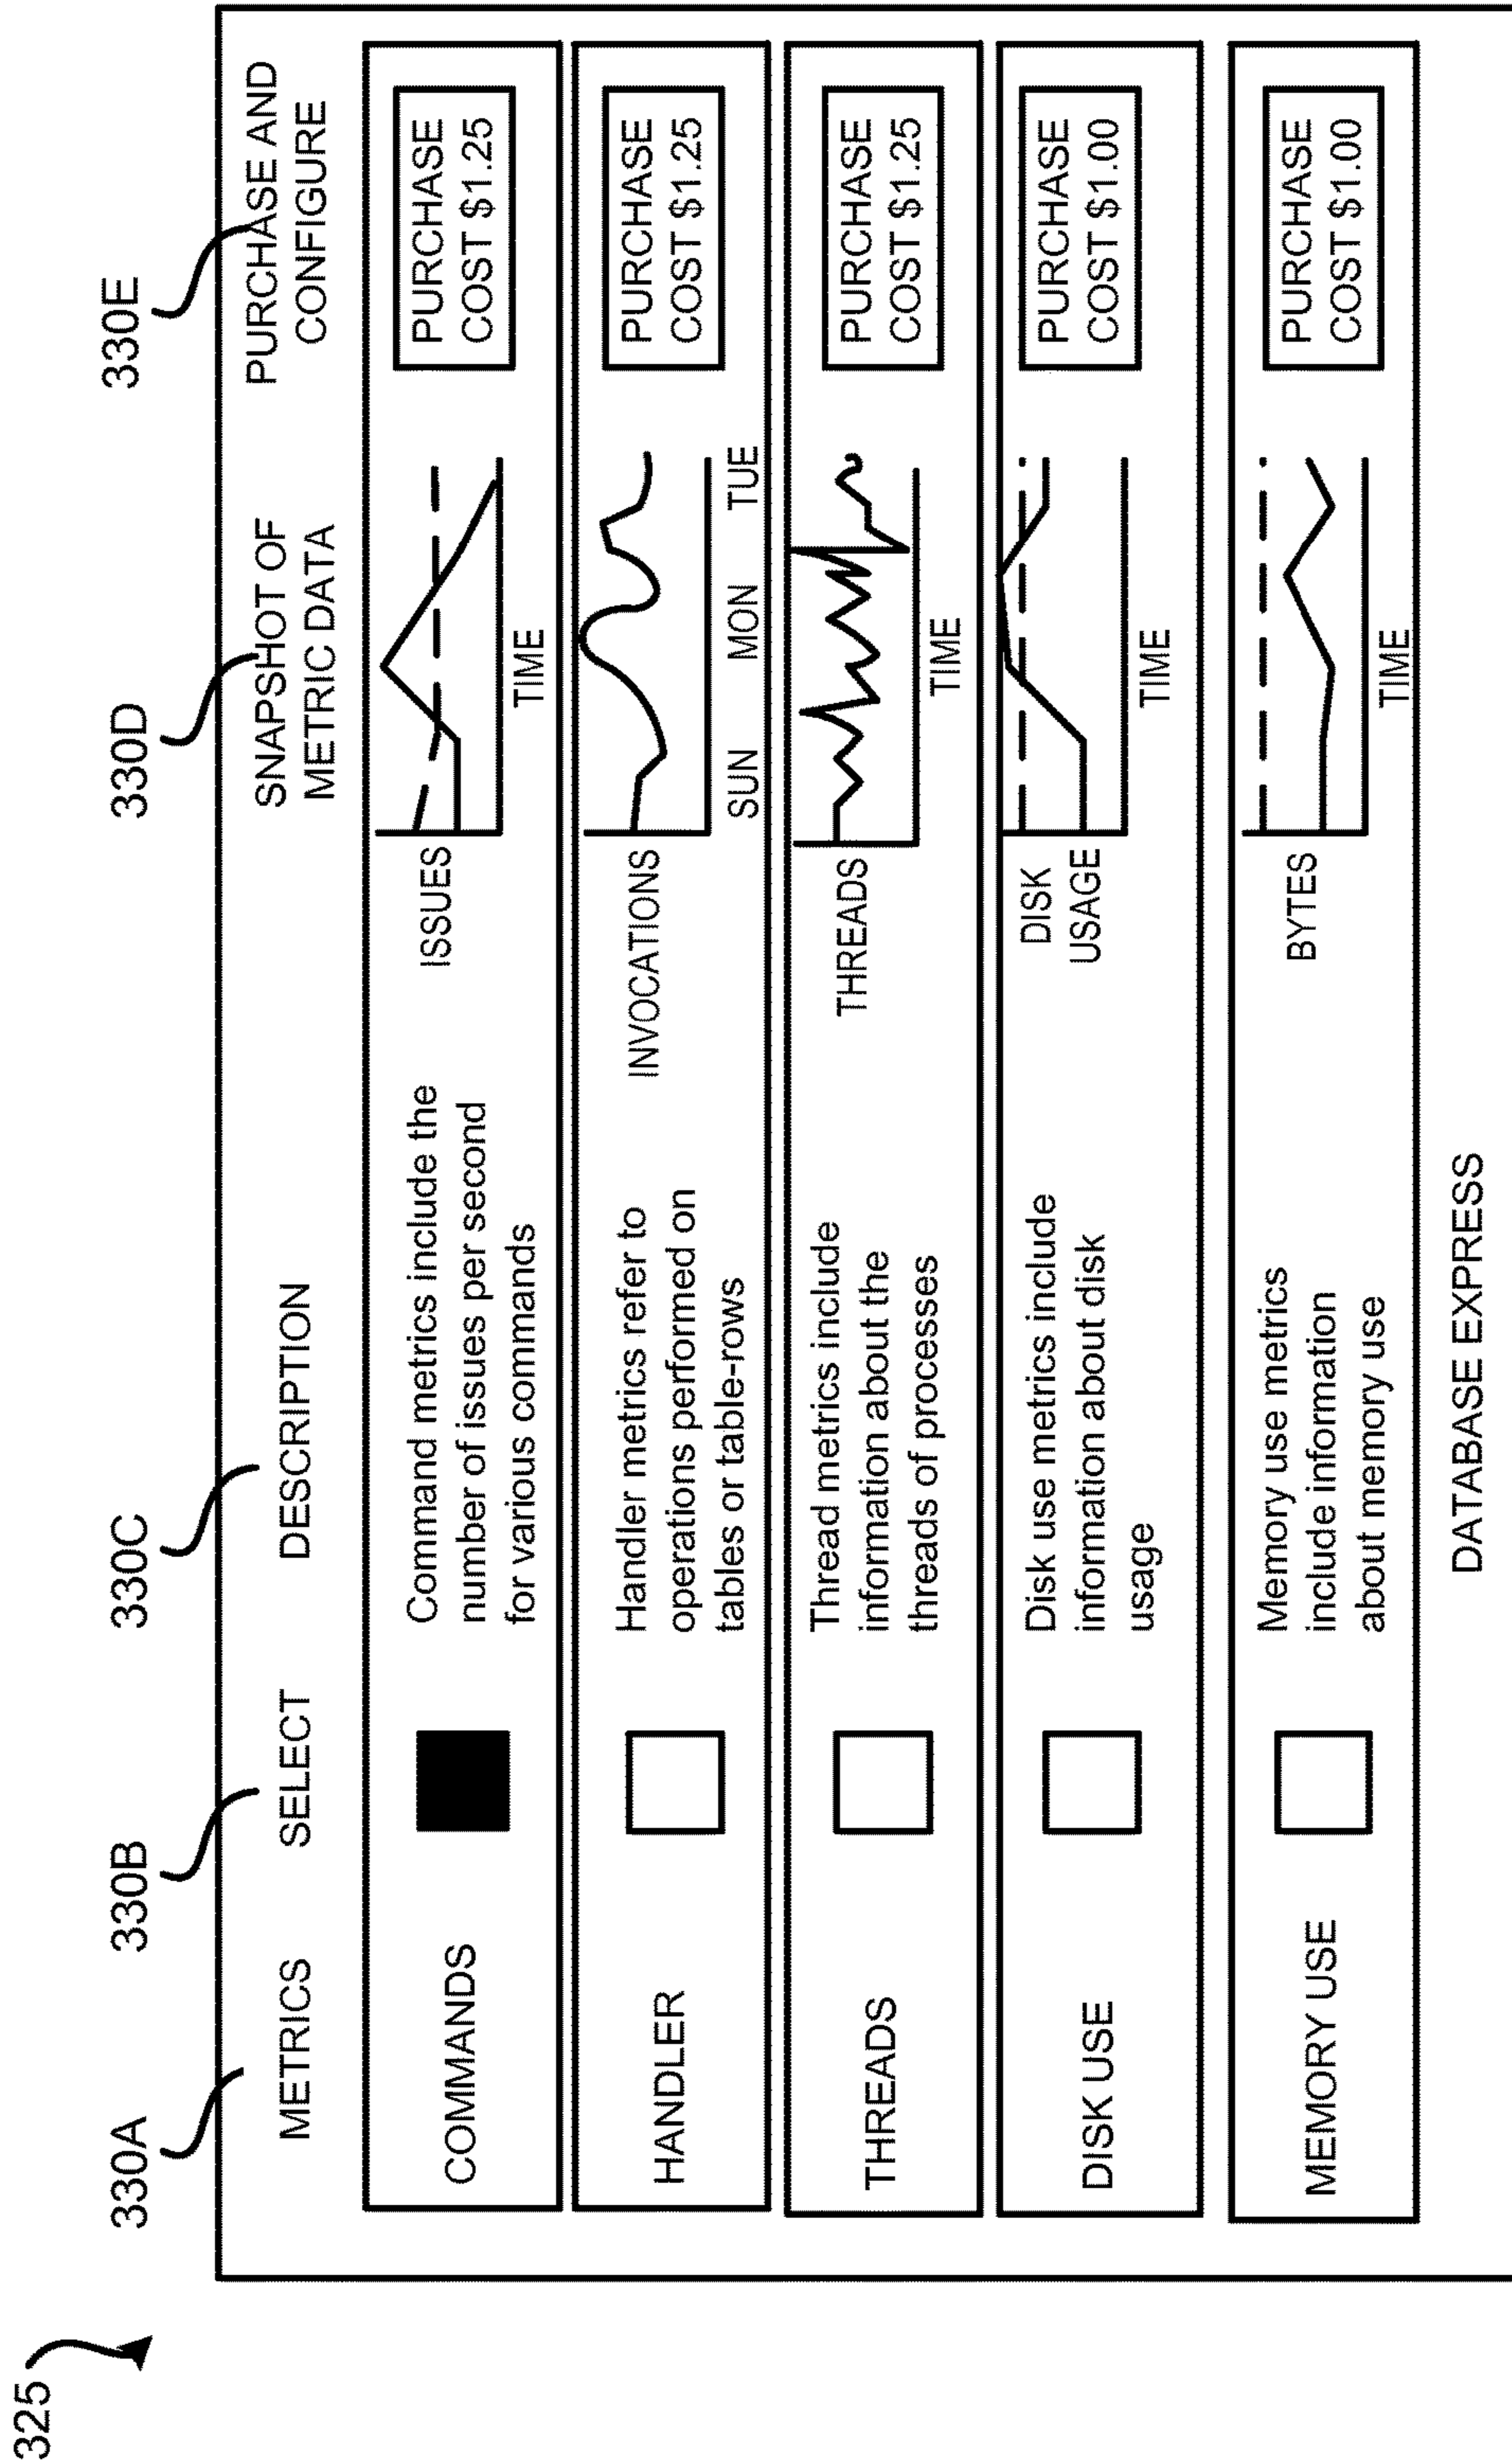 325
330A
330B
330C
330D
330E
METRICS
SELECT
DESCRIPTION
SNAPSHOT OF
METRIC DATA
PURCHASE AND
CONFIGURE
COMMANDS
Command metrics include the
number of issues per second
for various commands
ISSUES
TIME
PURCHASE
COST $1.25
HANDLER
Handler metrics refer to
operations performed on
tables or table-rows
INVOCATIONS
SUN MON TUE
PURCHASE
COST $1.25
THREADS
Thread metrics include
information about the
threads of processes
THREADS
TIME
PURCHASE
COST $1.25
DISK USE
Disk use metrics include
information about disk
usage
DISK
USAGE
TIME
PURCHASE
COST $1.00
MEMORY USE
Memory use metrics
include information
about memory use
BYTES
TIME
PURCHASE
COST $1.00
DATABASE EXPRESS